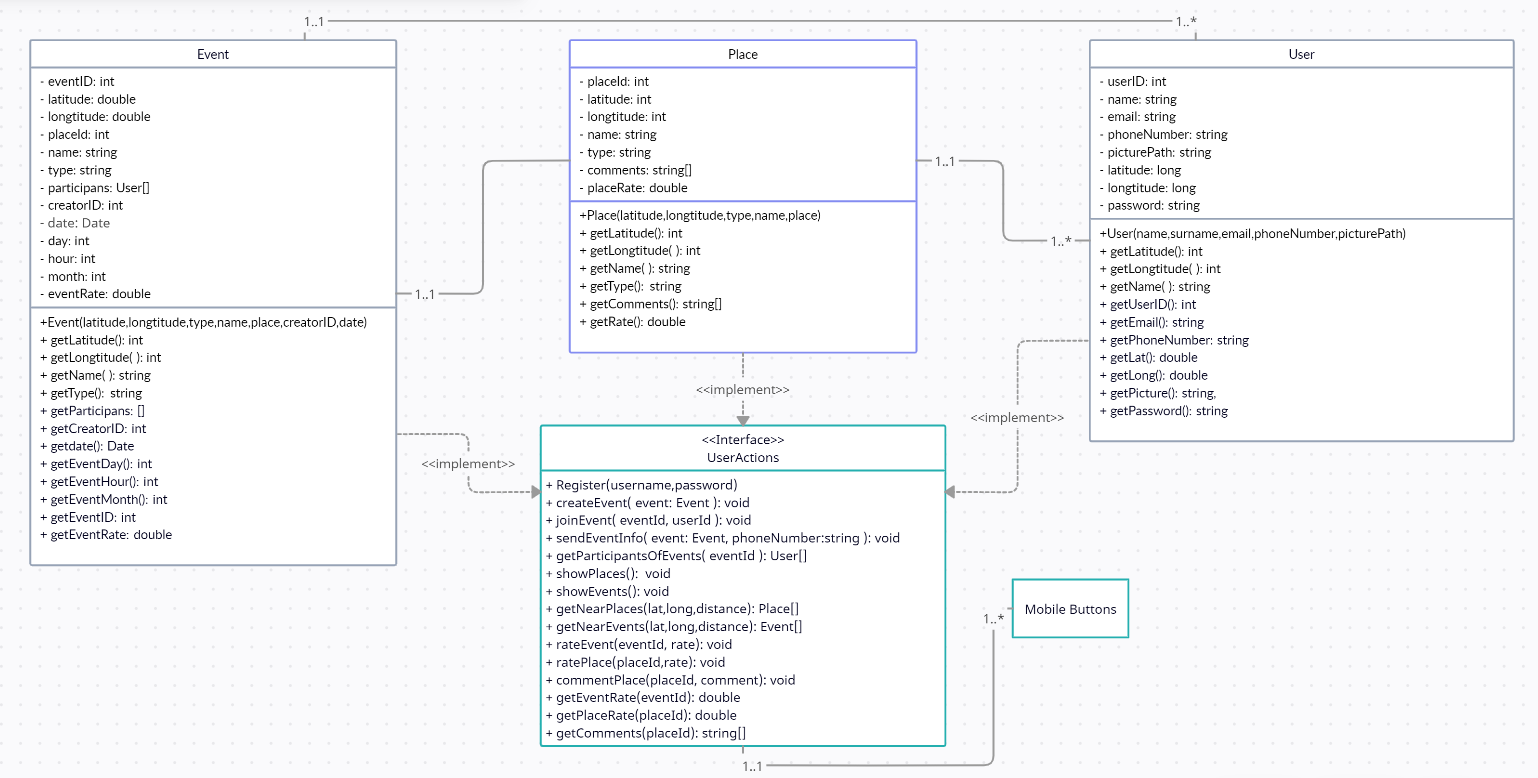 1..1
1..*
Event
- eventID: int
- latitude: double
- longtitude: double
- placeId: int
- name: string
- type: string
- participans: User[]
- creatorID: int
- date: Date
- day: int
- hour: int
- month: int
- eventRate: double
+Event(latitude,longtitude,type,name,place,creatorID,date)
+ getLatitude(): int
+ getLongtitude( ): int
+ getName( ): string
+ getType():  string
+ getParticipans: []
+ getCreatorID: int
+ getdate(): Date
+ getEventDay(): int
+ getEventHour(): int
+ getEventMonth(): int
+ getEventID: int
+ getEventRate: double
1..1
Place
- placeId: int
- latitude: int
- longtitude: int
- name: string
- type: string
- comments: string[]
- placeRate: double
+Place(latitude,longtitude,type,name,place)
+ getLatitude(): int
+ getLongtitude( ): int
+ getName( ): string
+ getType():  string
+ getComments(): string[]
+ getRate(): double
1..1
1..*
User
- userID: int
- name: string
- email: string
- phoneNumber: string
- picturePath: string
- latitude: long
- longtitude: long
- password: string
+User(name,surname,email,phoneNumber,picturePath)
+ getLatitude(): int
+ getLongtitude( ): int
+ getName( ): string
+ getUserID(): int
+ getEmail(): string
+ getPhoneNumber: string
+ getLat(): double
+ getLong(): double
+ getPicture(): string,
+ getPassword(): string
<<implement>>
<<implement>>
<<implement>>
<<Interface>>
UserActions
+ Register(username,password)
+ createEvent( event: Event ): void
+ joinEvent( eventId, userId ): void
+ sendEventInfo( event: Event, phoneNumber:string ): void
+ getParticipantsOfEvents( eventId ): User[]
+ showPlaces():  void
+ showEvents(): void
+ getNearPlaces(lat,long,distance): Place[]
+ getNearEvents(lat,long,distance): Event[]
+ rateEvent(eventId, rate): void
+ ratePlace(placeId,rate): void
+ commentPlace(placeId, comment): void
+ getEventRate(eventId): double
+ getPlaceRate(placeId): double
+ getComments(placeId): string[]
Mobile Buttons
1..*
1..1